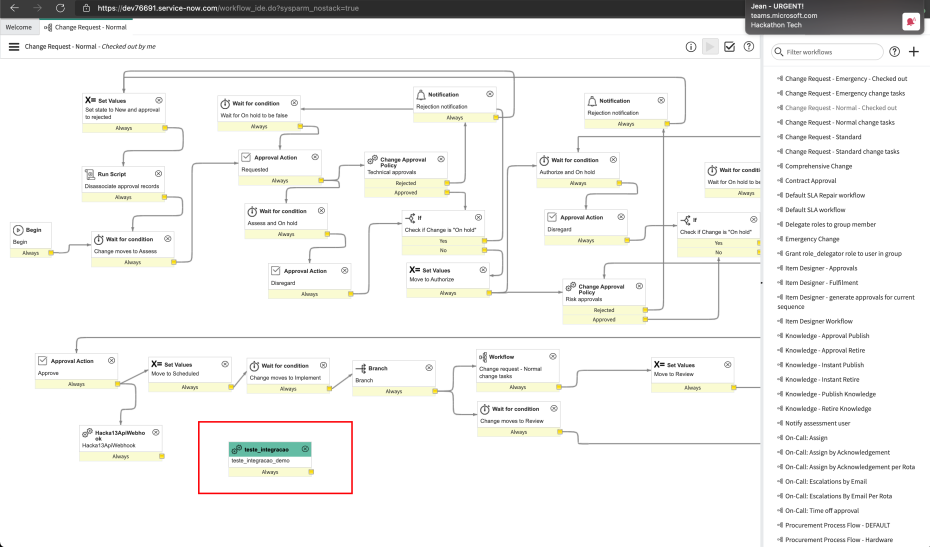 https://dev76691.service-now.com/workflow_ide.do?sysparm_nostack=true
Jean - URGENT!
teams.microsoft.com
Hackathon Tech
Welcome
Change Request - Normal
Change Request - Normal - Checked out by me
Filter workflows
Set Values
Set state to New and approval
to rejected
Always
Wait for condition
Wait for On hold to be false
Always
Notification
Rejection notification
Always
Notification
Rejection notification
Always
Run Script
Disassociate approval records
Always
Approval Action
Requested
Always
Change Approval
Policy
Technical approvals
Rejected
Approved
Wait for condition
Authorize and On hold
Always
Wait for condition
Wait for On hold to be
Always
Begin
Begin
Always
Wait for condition
Change moves to Assess
Always
Wait for condition
Assess and On hold
Always
If
Check if Change is "On hold"
Yes
No
Approval Action
Disregard
Always
If
Check if Change is "On hold"
Yes
No
Approval Action
Disregard
Always
Set Values
Move to Authorize
Always
Change Approval
Policy
Risk approvals
Rejected
Approved
Approval Action
Approve
Always
Set Values
Move to Scheduled
Always
Wait for condition
Change moves to Implement
Always
Branch
Branch
Always
Workflow
Change request - Normal
change tasks
Always
Set Values
Move to Review
Always
Hacka13ApiWebho
ok
Hacka13ApiWebhook
Always
Wait for condition
Change moves to Review
Always
teste_integracao
teste_integracao_demo
Always
Change Request - Emergency - Checked out
Change Request - Emergency change tasks
Change Request - Normal - Checked out
Change Request - Normal change tasks
Change Request - Standard
Change Request - Standard change tasks
Comprehensive Change
Contract Approval
Default SLA Repair workflow
Default SLA workflow
Delegate roles to group member
Emergency Change
Grant role_delegator role to user in group
Item Designer - Approvals
Item Designer - Fulfilment
Item Designer - generate approvals for current
sequence
Item Designer Workflow
Knowledge - Approval Publish
Knowledge - Approval Retire
Knowledge - Instant Publish
Knowledge - Instant Retire
Knowledge - Publish Knowledge
Knowledge - Retire Knowledge
Notify assessment user
On-Call: Assign
On-Call: Assign by Acknowledgement
On-Call: Assign by Acknowledgement per Rota
On-Call: Escalations by Email
On-Call: Escalations By Email Per Rota
On-Call: Time off approval
Procurement Process Flow - DEFAULT
Procurement Process Flow - Hardware